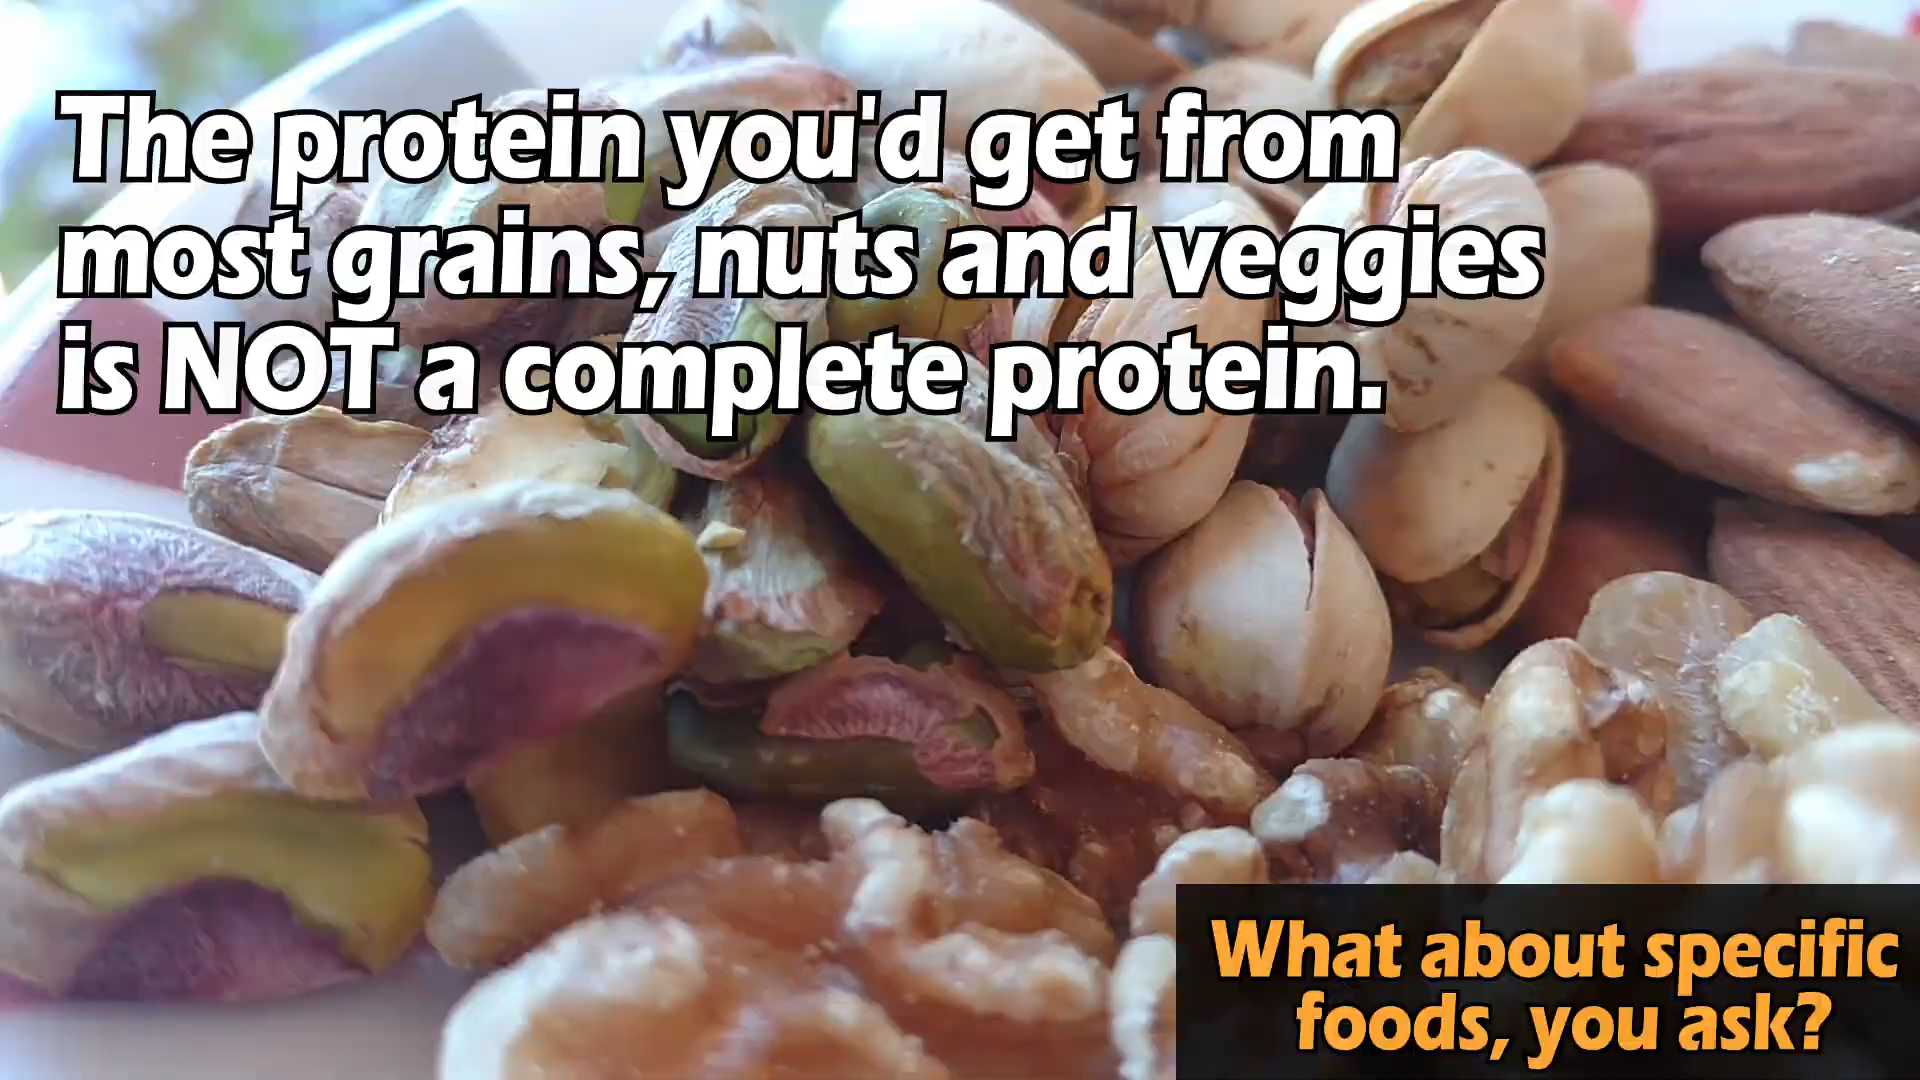 The protein you'd get from
most grains, nuts and veggies
is NOT a complete protein.
What about specific
foods, you ask?